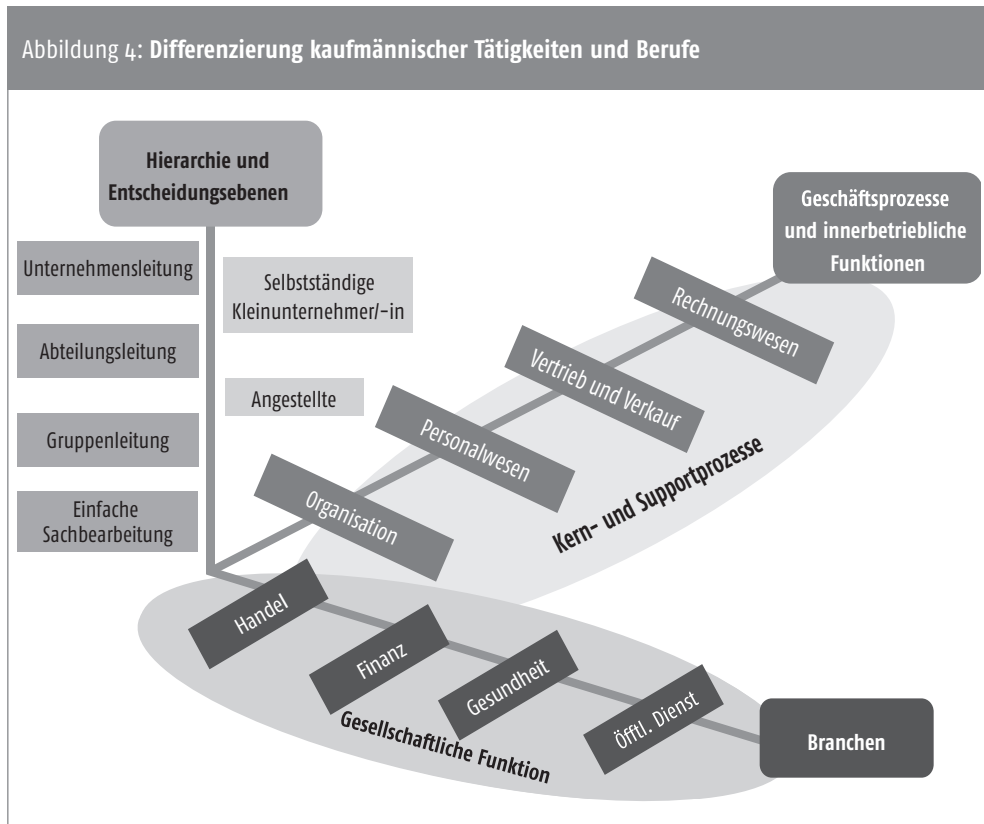 Abbildung 4: Differenzierung kaufmännischer Tätigkeiten und Berufe
Hierarchie und
Entscheidungsebenen
Unternehmensleitung
Abteilungsleitung
Gruppenleitung
Einfache
Sachbearbeitung
Selbstständige
Kleinunternehmer/-in
Angestellte
Geschäftsprozesse
und innerbetriebliche
Funktionen
Rechnungswesen
Vertrieb und Verkauf
Personalwesen
Organisation
Kern- und Supportprozesse
Handel
Finanz
Gesundheit
Öfftl. Dienst
Gesellschaftliche Funktion
Branchen